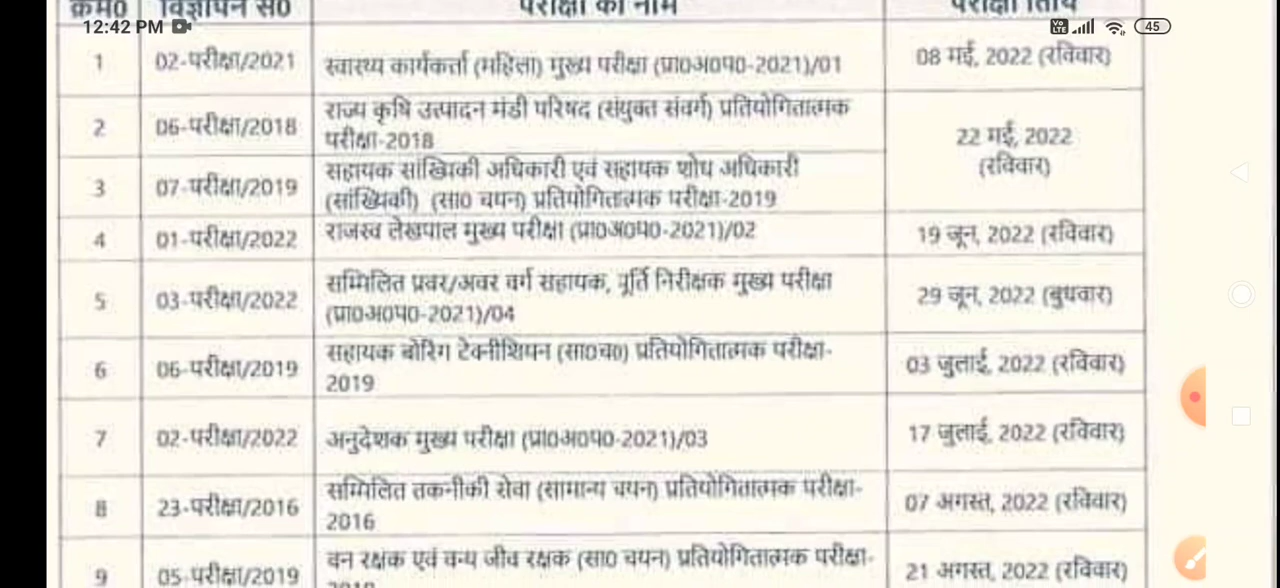 क्रम0 विज्ञापन सं0 परीक्षा का नाम परीक्षा तिथि
12:42 PM 45
1 02-परीक्षा/2021 स्वास्थ्य कार्यकर्ता (महिला) मुख्य परीक्षा (प्रा0अ0प0-2021)/01 08 मई, 2022 (रविवार)
2 06-परीक्षा/2018 राज्य कृषि उत्पादन मंडी परिषद (संयुक्त संवर्ग) प्रतियोगितात्मक
परीक्षा-2018
22 मई, 2022
(रविवार)
3 07-परीक्षा/2019 सहायक सांख्यिकी अधिकारी एवं सहायक शोध अधिकारी
(सांख्यिकी) (सा0 चयन) प्रतियोगितात्मक परीक्षा-2019
4 01-परीक्षा/2022 राजस्व लेखपाल मुख्य परीक्षा (प्रा0अ0प0-2021)/02 19 जून, 2022 (रविवार)
5 03-परीक्षा/2022 सम्मिलित प्रवर/अवर वर्ग सहायक, पूर्ति निरीक्षक मुख्य परीक्षा
(प्रा0अ0प0-2021)/04
29 जून, 2022 (बुधवार)
6 06-परीक्षा/2019 सहायक बोरिंग टेक्नीशियन (सा0च0) प्रतियोगितात्मक परीक्षा-
2019
03 जुलाई, 2022 (रविवार)
7 02-परीक्षा/2022 अनुदेशक मुख्य परीक्षा (प्रा0अ0प0-2021)/03 17 जुलाई, 2022 (रविवार)
8 23-परीक्षा/2016 सम्मिलित तकनीकी सेवा (सामान्य चयन) प्रतियोगितात्मक परीक्षा-
2016
07 अगस्त, 2022 (रविवार)
9 05-परीक्षा/2019 वन रक्षक एवं वन्य जीव रक्षक (सा0 चयन) प्रतियोगितात्मक परीक्षा-
21 अगस्त, 2022 (रविवार)